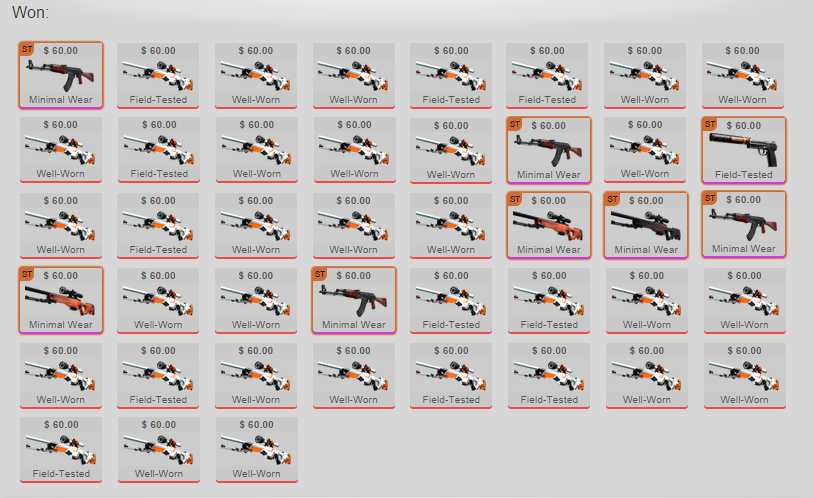 Won:
ST $ 60.00 $ 60.00 $ 60.00 $ 60.00 $ 60.00 $ 60.00 $ 60.00 $ 60.00
Minimal Wear Field-Tested Well-Worn Well-Worn Field-Tested Field-Tested Well-Worn Well-Worn
$ 60.00 $ 60.00 $ 60.00 $ 60.00 $ 60.00 ST $ 60.00 $ 60.00 ST $ 60.00
Well-Worn Field-Tested Well-Worn Well-Worn Well-Worn Minimal Wear Well-Worn Field-Tested
$ 60.00 $ 60.00 $ 60.00 $ 60.00 $ 60.00 ST $ 60.00 ST $ 60.00 ST $ 60.00
Well-Worn Field-Tested Well-Worn Well-Worn Well-Worn Minimal Wear Minimal Wear Minimal Wear
ST $ 60.00 $ 60.00 $ 60.00 ST $ 60.00 $ 60.00 $ 60.00 $ 60.00 $ 60.00
Minimal Wear Well-Worn Well-Worn Minimal Wear Field-Tested Field-Tested Well-Worn Well-Worn
$ 60.00 $ 60.00 $ 60.00 $ 60.00 $ 60.00 $ 60.00 $ 60.00 $ 60.00
Well-Worn Field-Tested Well-Worn Well-Worn Field-Tested Field-Tested Well-Worn Well-Worn
$ 60.00 $ 60.00 $ 60.00
Field-Tested Well-Worn Well-Worn